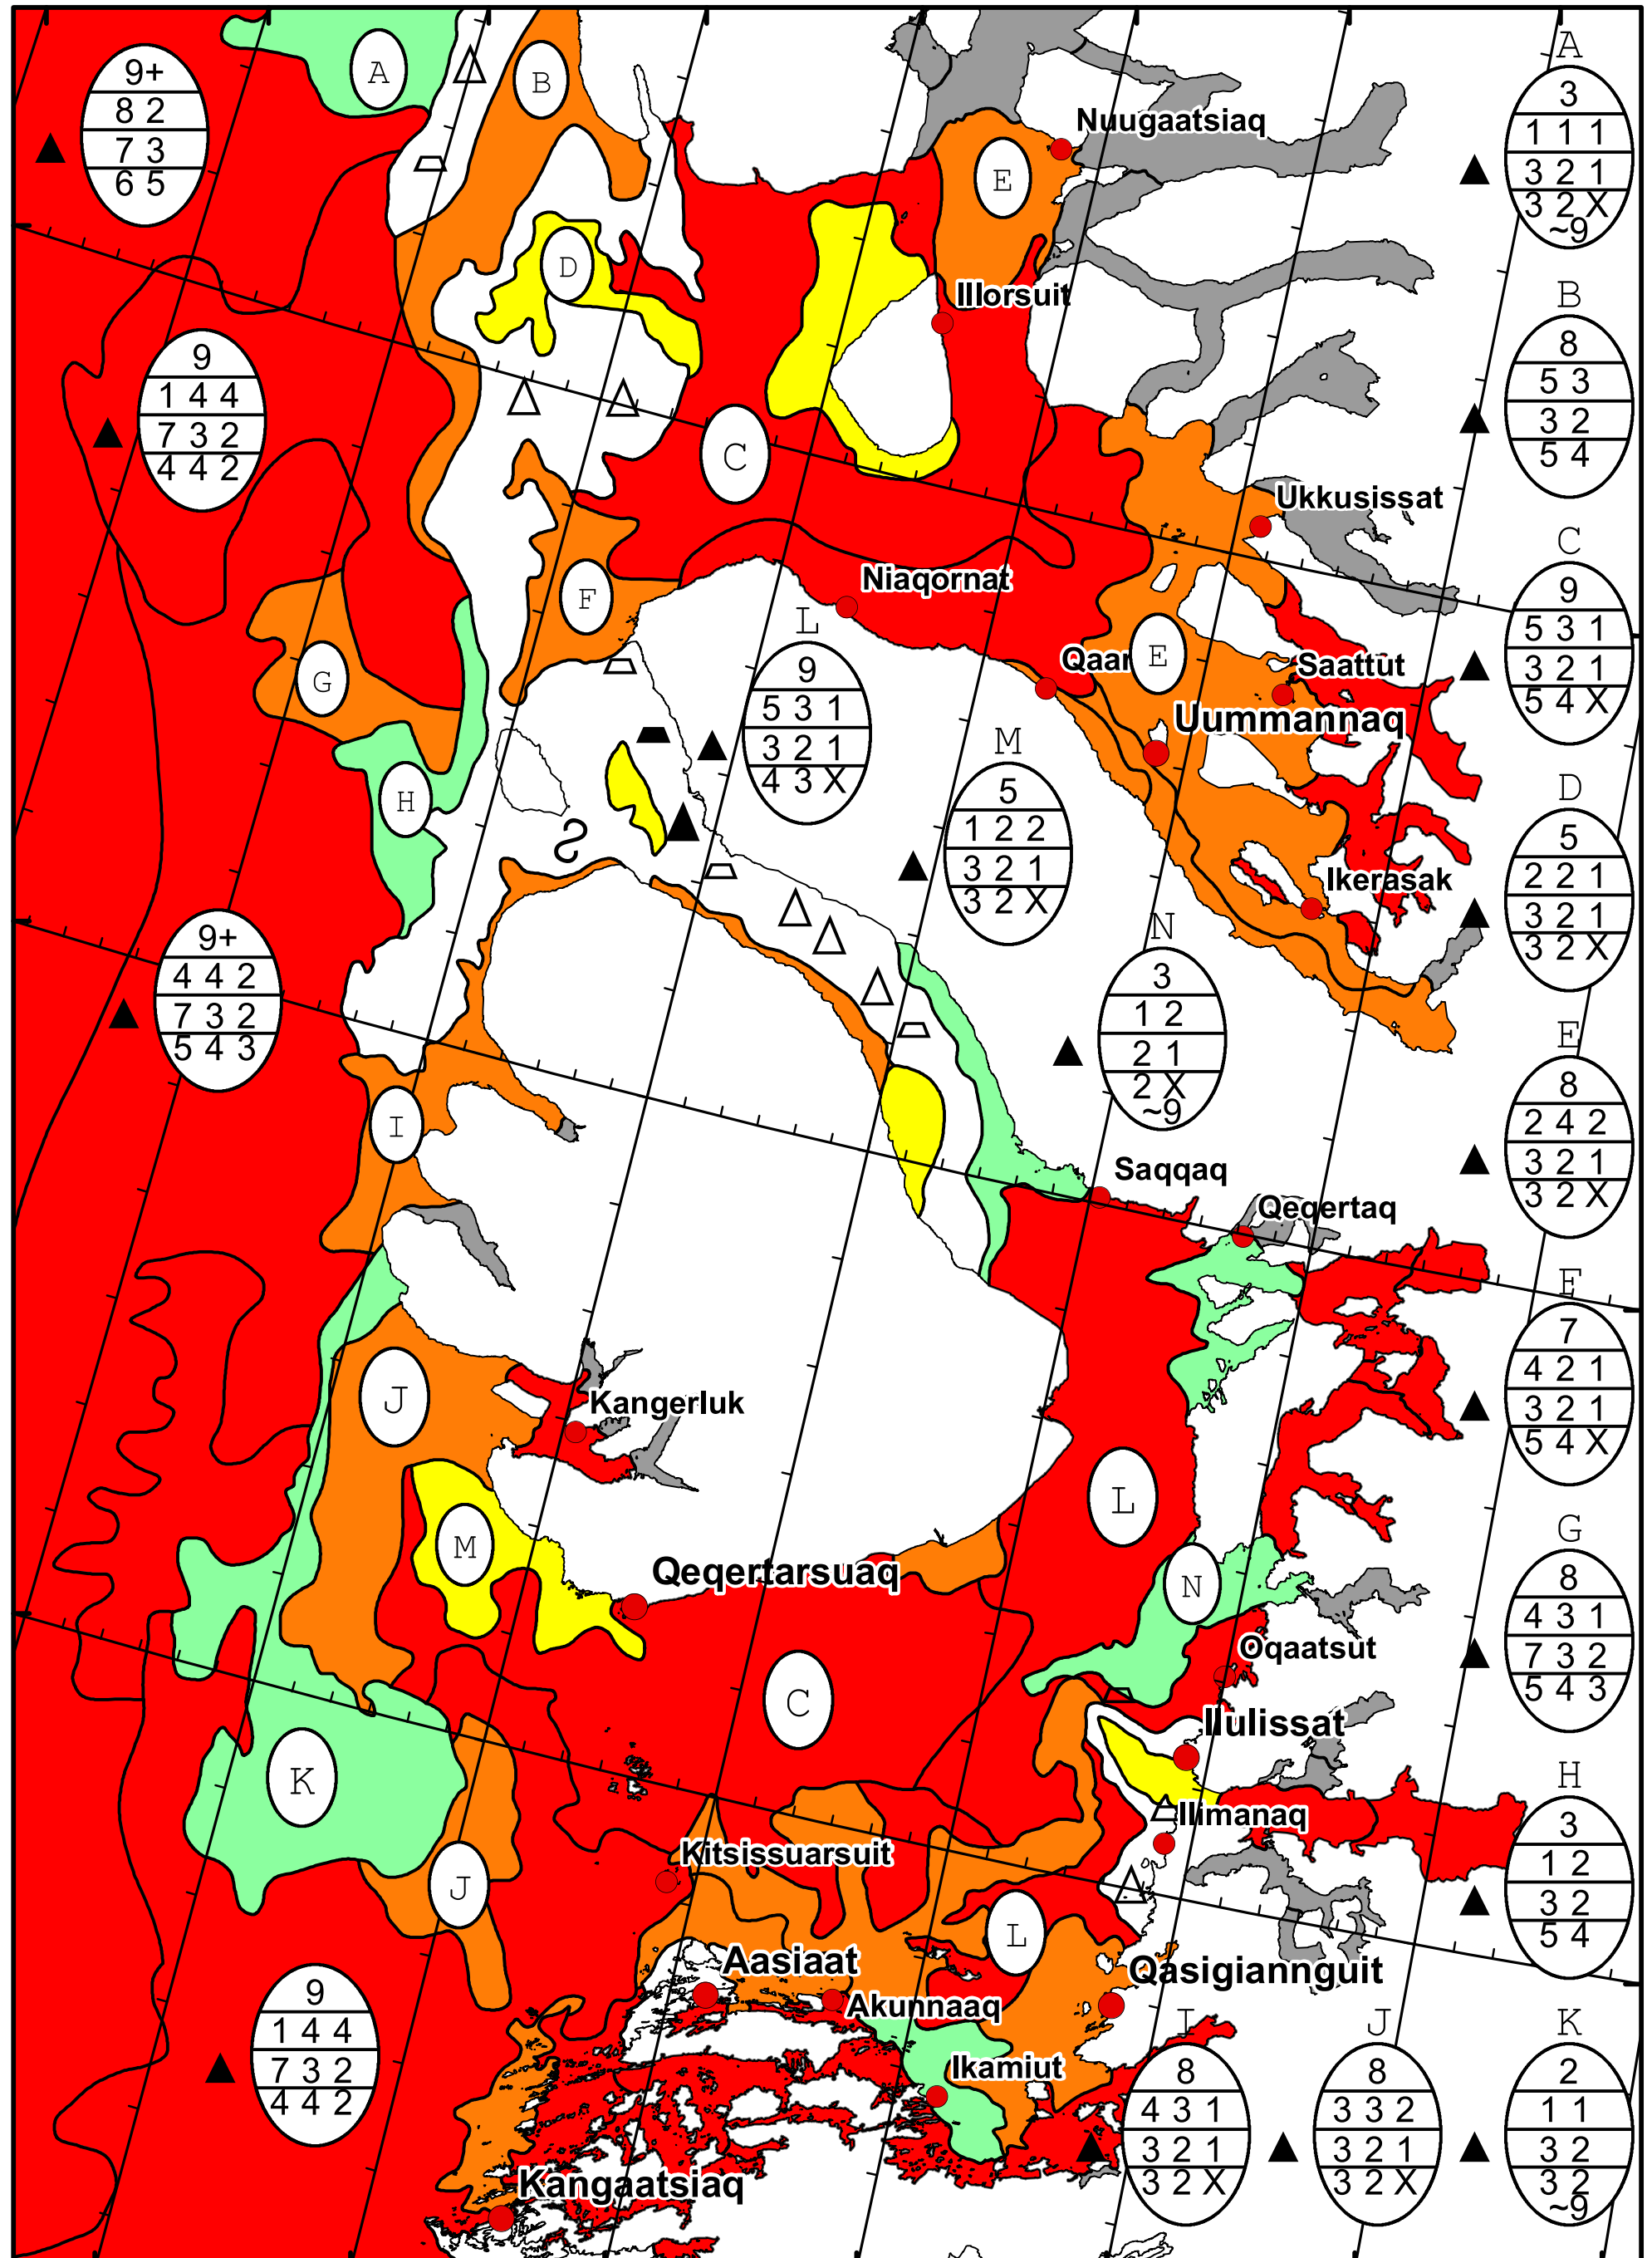 A
9+
8 2
7 3
6 5
A
B
3
1 1 1
3 2 1
3 2 X
~9
Nuugaatsiaq
E
D
Illorsuit
B
8
5 3
3 2
5 4
9
1 4 4
7 3 2
4 4 2
C
Ukkusissat
C
9
5 3 1
3 2 1
5 4 X
Niaqornat
F
L
9
5 3 1
3 2 1
4 3 X
Qaar
E
Saattut
G
Uummannaq
M
5
1 2 2
3 2 1
3 2 X
H
D
5
2 2 1
3 2 1
3 2 X
Ikerasak
9+
4 4 2
7 3 2
5 4 3
N
3
1 2
2 1
2 X
~9
E
8
2 4 2
3 2 1
3 2 X
I
Saqqaq
Qeqertaq
F
7
4 2 1
3 2 1
5 4 X
J
Kangerluk
L
M
G
8
4 3 1
7 3 2
5 4 3
Qeqertarsuaq
N
Oqaatsut
C
Ilulissat
K
H
3
1 2
3 2
5 4
Ilimanaq
Kitsissuarsuit
J
L
Aasiaat
Qasigiannguit
Akunnaaq
9
1 4 4
7 3 2
4 4 2
Ikamiut
I
8
4 3 1
3 2 1
3 2 X
J
8
3 3 2
3 2 1
3 2 X
K
2
1 1
3 2
3 2
~9
Kangaatsiaq